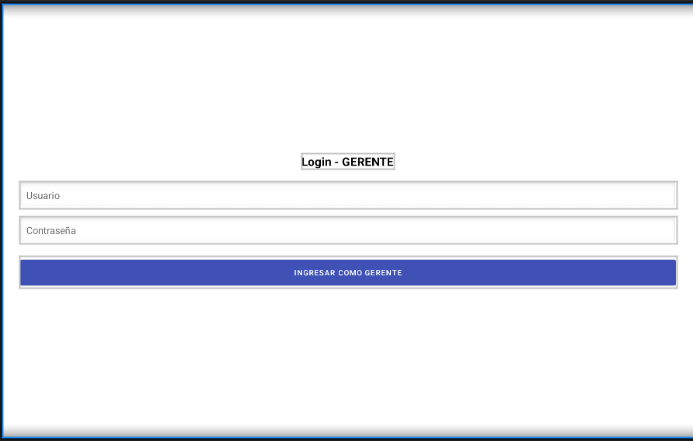 Login - GERENTE
Usuario
Contraseña
INGRESAR COMO GERENTE